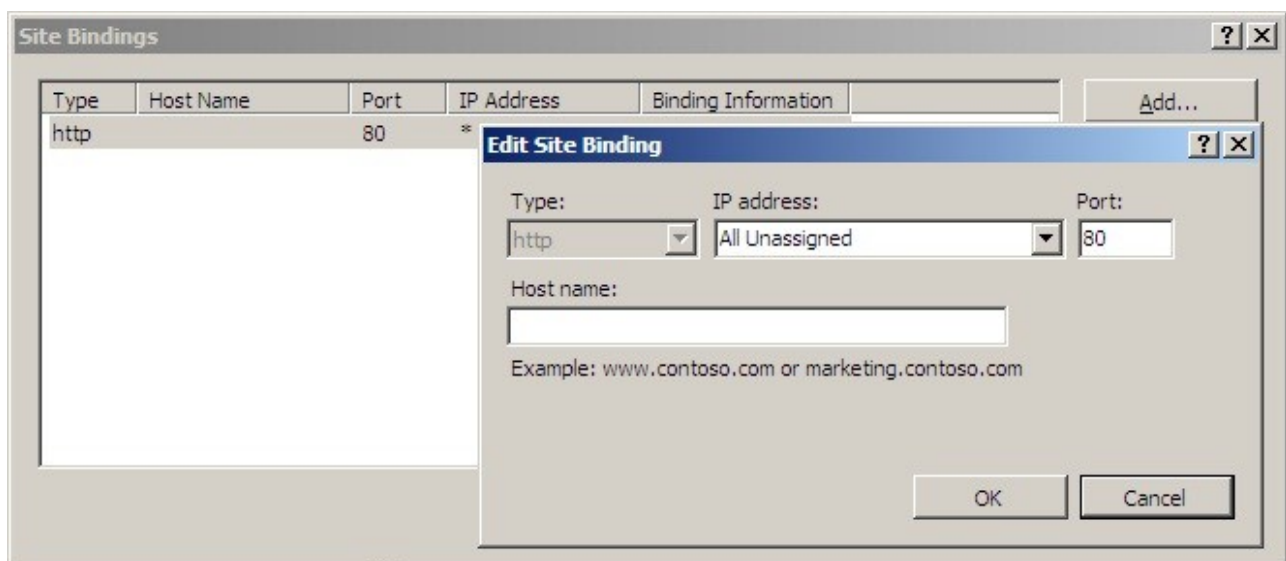 Site Bindings
Type Host Name Port IP Address Binding Information Add...
http 80 *
Edit Site Binding
Type: IP address: Port:
http All Unassigned 80
Host name:
Example: www.contoso.com or marketing.contoso.com
OK Cancel